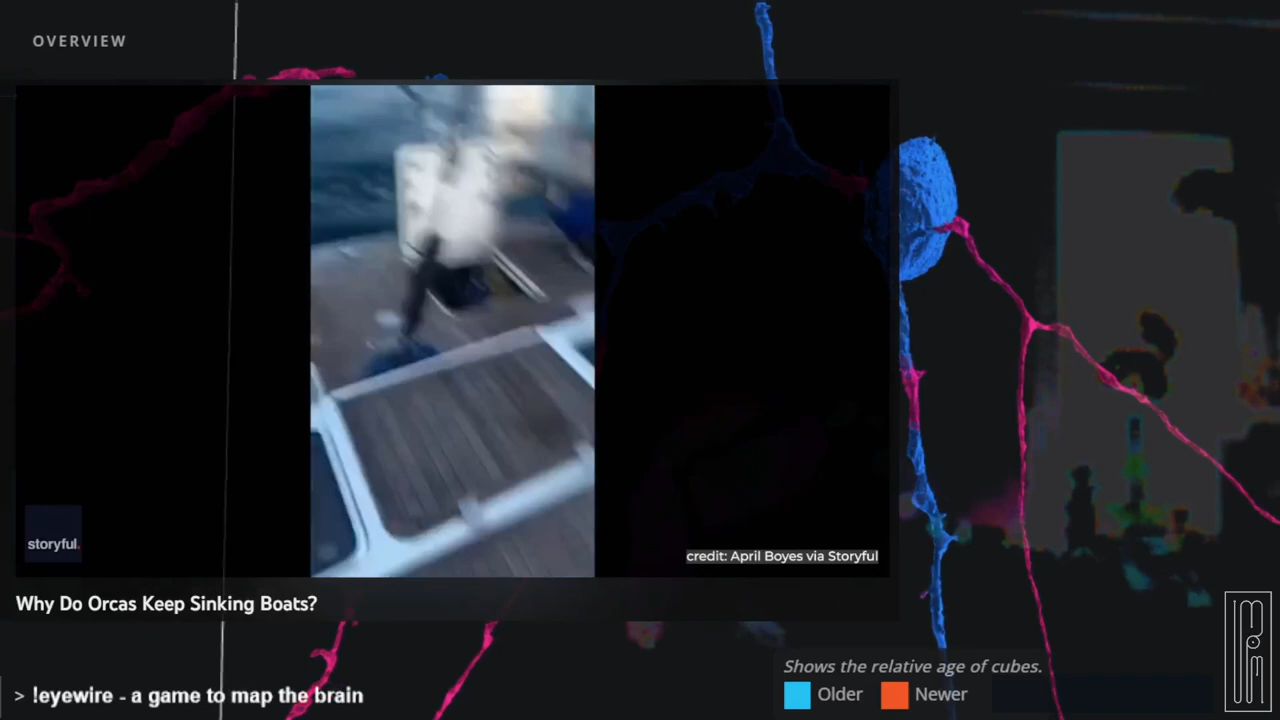 OVERVIEW
storyful.
credit: April Boyes via Storyful
Why Do Orcas Keep Sinking Boats?
Shows the relative age of cubes.
Older
Newer
> !eyewire - a game to map the brain